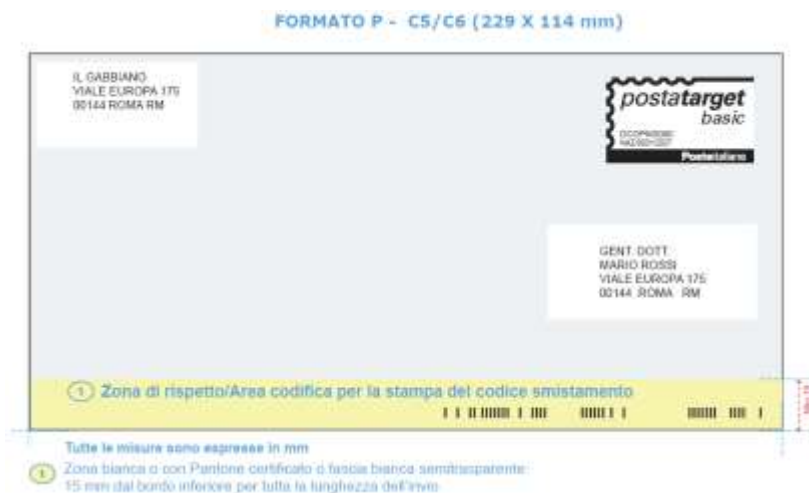 FORMATO P - C5/C6 (229 X 114 mm)
IL GABBIANO
VIALE EUROPA 175
00144 ROMA RM
postatarget
basic
Posteitaliane
GENT. DOTT.
MARIO ROSSI
VIALE EUROPA 175
00144 ROMA RM
1 Zona di rispetto/Area codifica per la stampa del codice smistamento
Tutte le misure sono espresse in mm
1 Zona bianca o con Pantone certificato o fascia bianca semitrasparente
15 mm dal bordo inferiore per tutta la lunghezza dell'invio